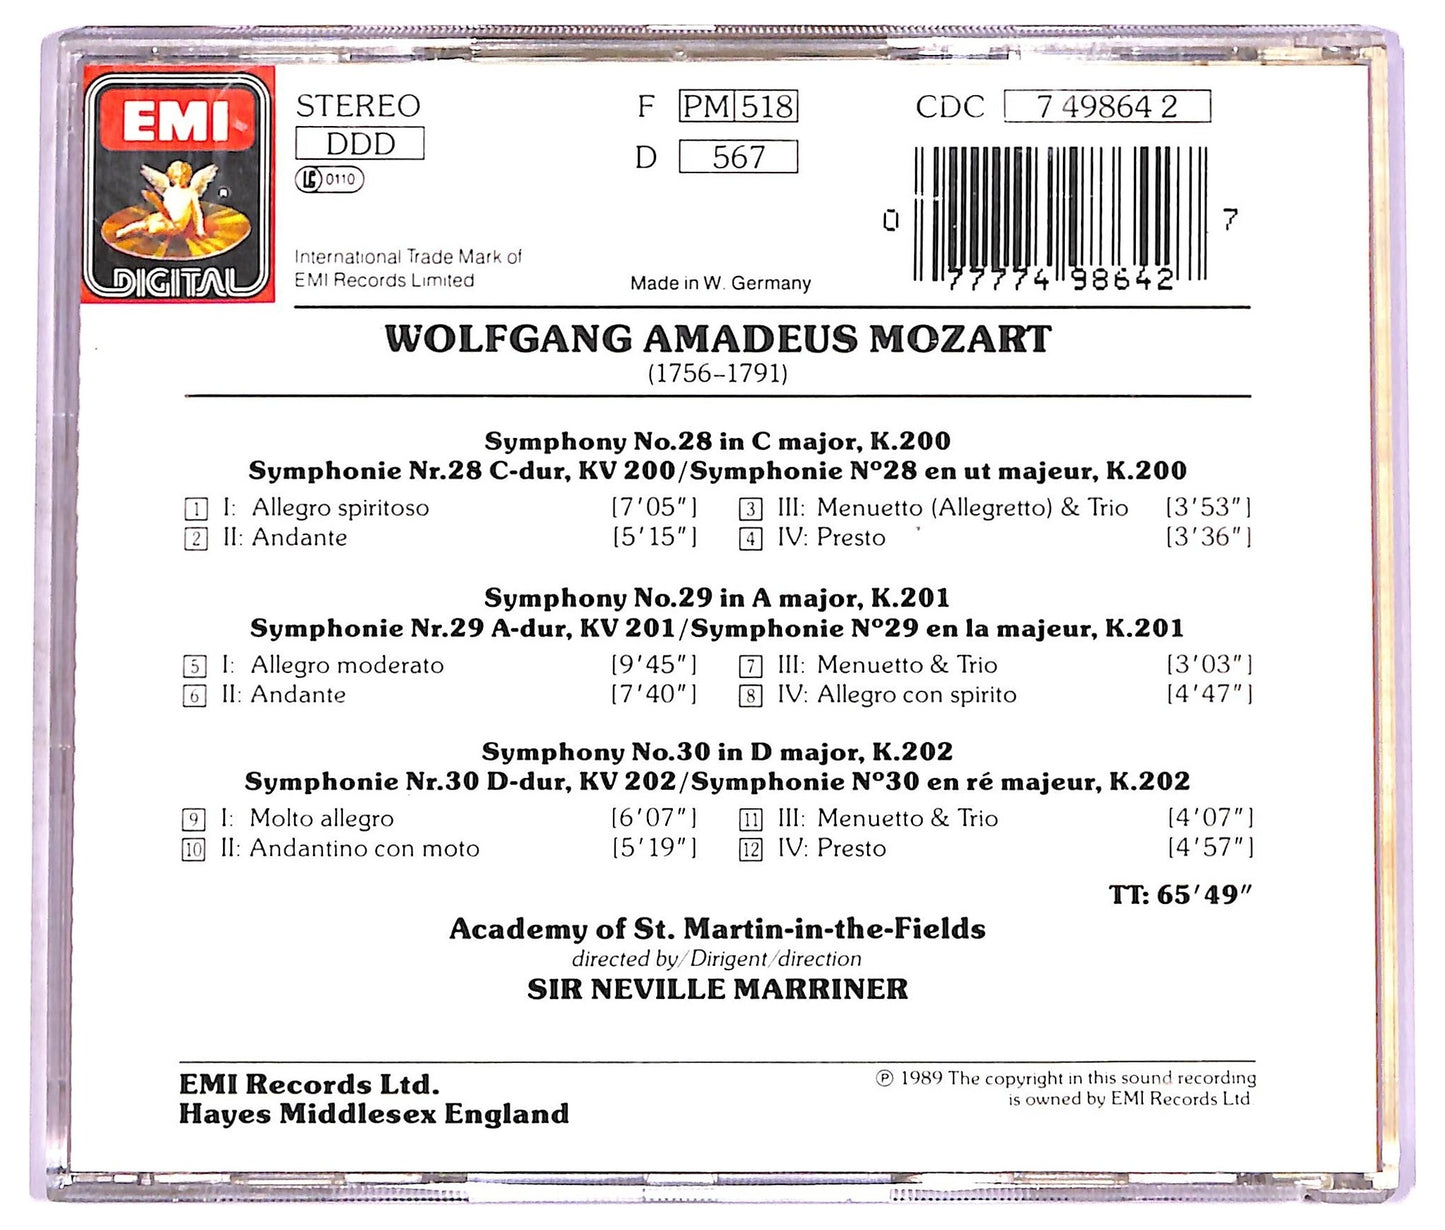 EMI
DIGITAL
STEREO
DDD
LC 0110
International Trade Mark of
EMI Records Limited
F PM 518
D 567
Made in W. Germany
CDC 7 49864 2
0 77774 98642 7
WOLFGANG AMADEUS MOZART
(1756–1791)
Symphony No.28 in C major, K.200
Symphonie Nr.28 C-dur, KV 200/Symphonie Nº28 en ut majeur, K.200
1 I: Allegro spiritoso [7′05″] 3 III: Menuetto (Allegretto) & Trio [3′53″]
2 II: Andante [5′15″] 4 IV: Presto [3′36″]
Symphony No.29 in A major, K.201
Symphonie Nr.29 A-dur, KV 201/Symphonie Nº29 en la majeur, K.201
5 I: Allegro moderato [9′45″] 7 III: Menuetto & Trio [3′03″]
6 II: Andante [7′40″] 8 IV: Allegro con spirito [4′47″]
Symphony No.30 in D major, K.202
Symphonie Nr.30 D-dur, KV 202/Symphonie Nº30 en ré majeur, K.202
9 I: Molto allegro [6′07″] 11 III: Menuetto & Trio [4′07″]
10 II: Andantino con moto [5′19″] 12 IV: Presto [4′57″]
TT: 65′49″
Academy of St. Martin-in-the-Fields
directed by/Dirigent/direction
SIR NEVILLE MARRINER
EMI Records Ltd.
Hayes Middlesex England
℗ 1989 The copyright in this sound recording
is owned by EMI Records Ltd